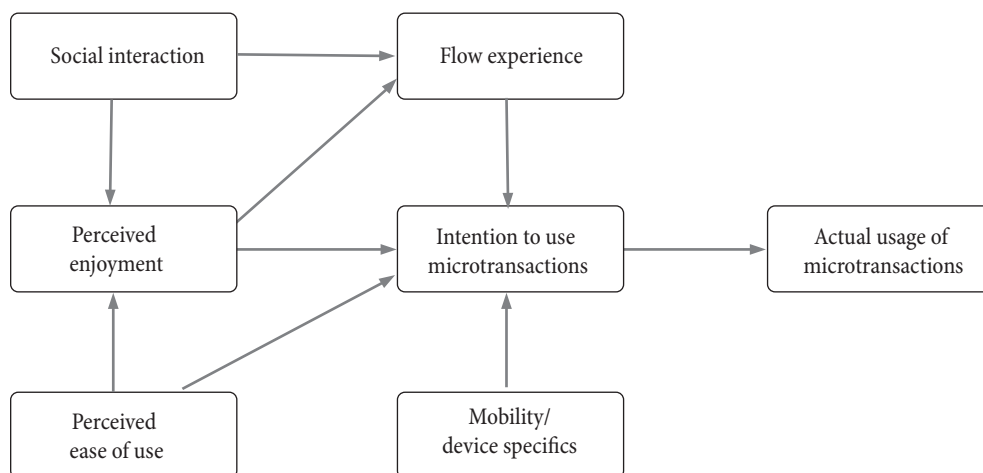 Social interaction
Flow experience
Perceived
enjoyment
Intention to use
microtransactions
Actual usage of
microtransactions
Perceived
ease of use
Mobility/
device specifics